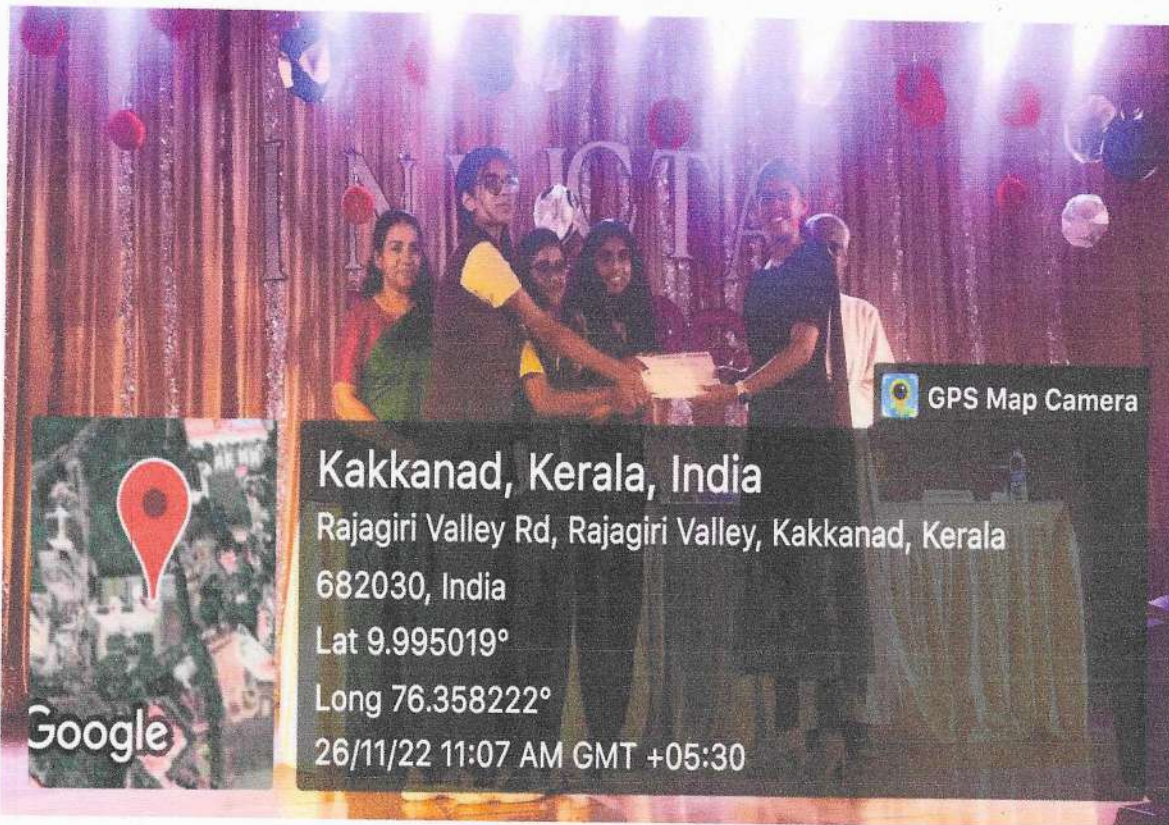 GPS Map Camera
Kakkanad, Kerala, India
Rajagiri Valley Rd, Rajagiri Valley, Kakkanad, Kerala
682030, India
Lat 9.995019°
Long 76.358222°
26/11/22 11:07 AM GMT +05:30
Google